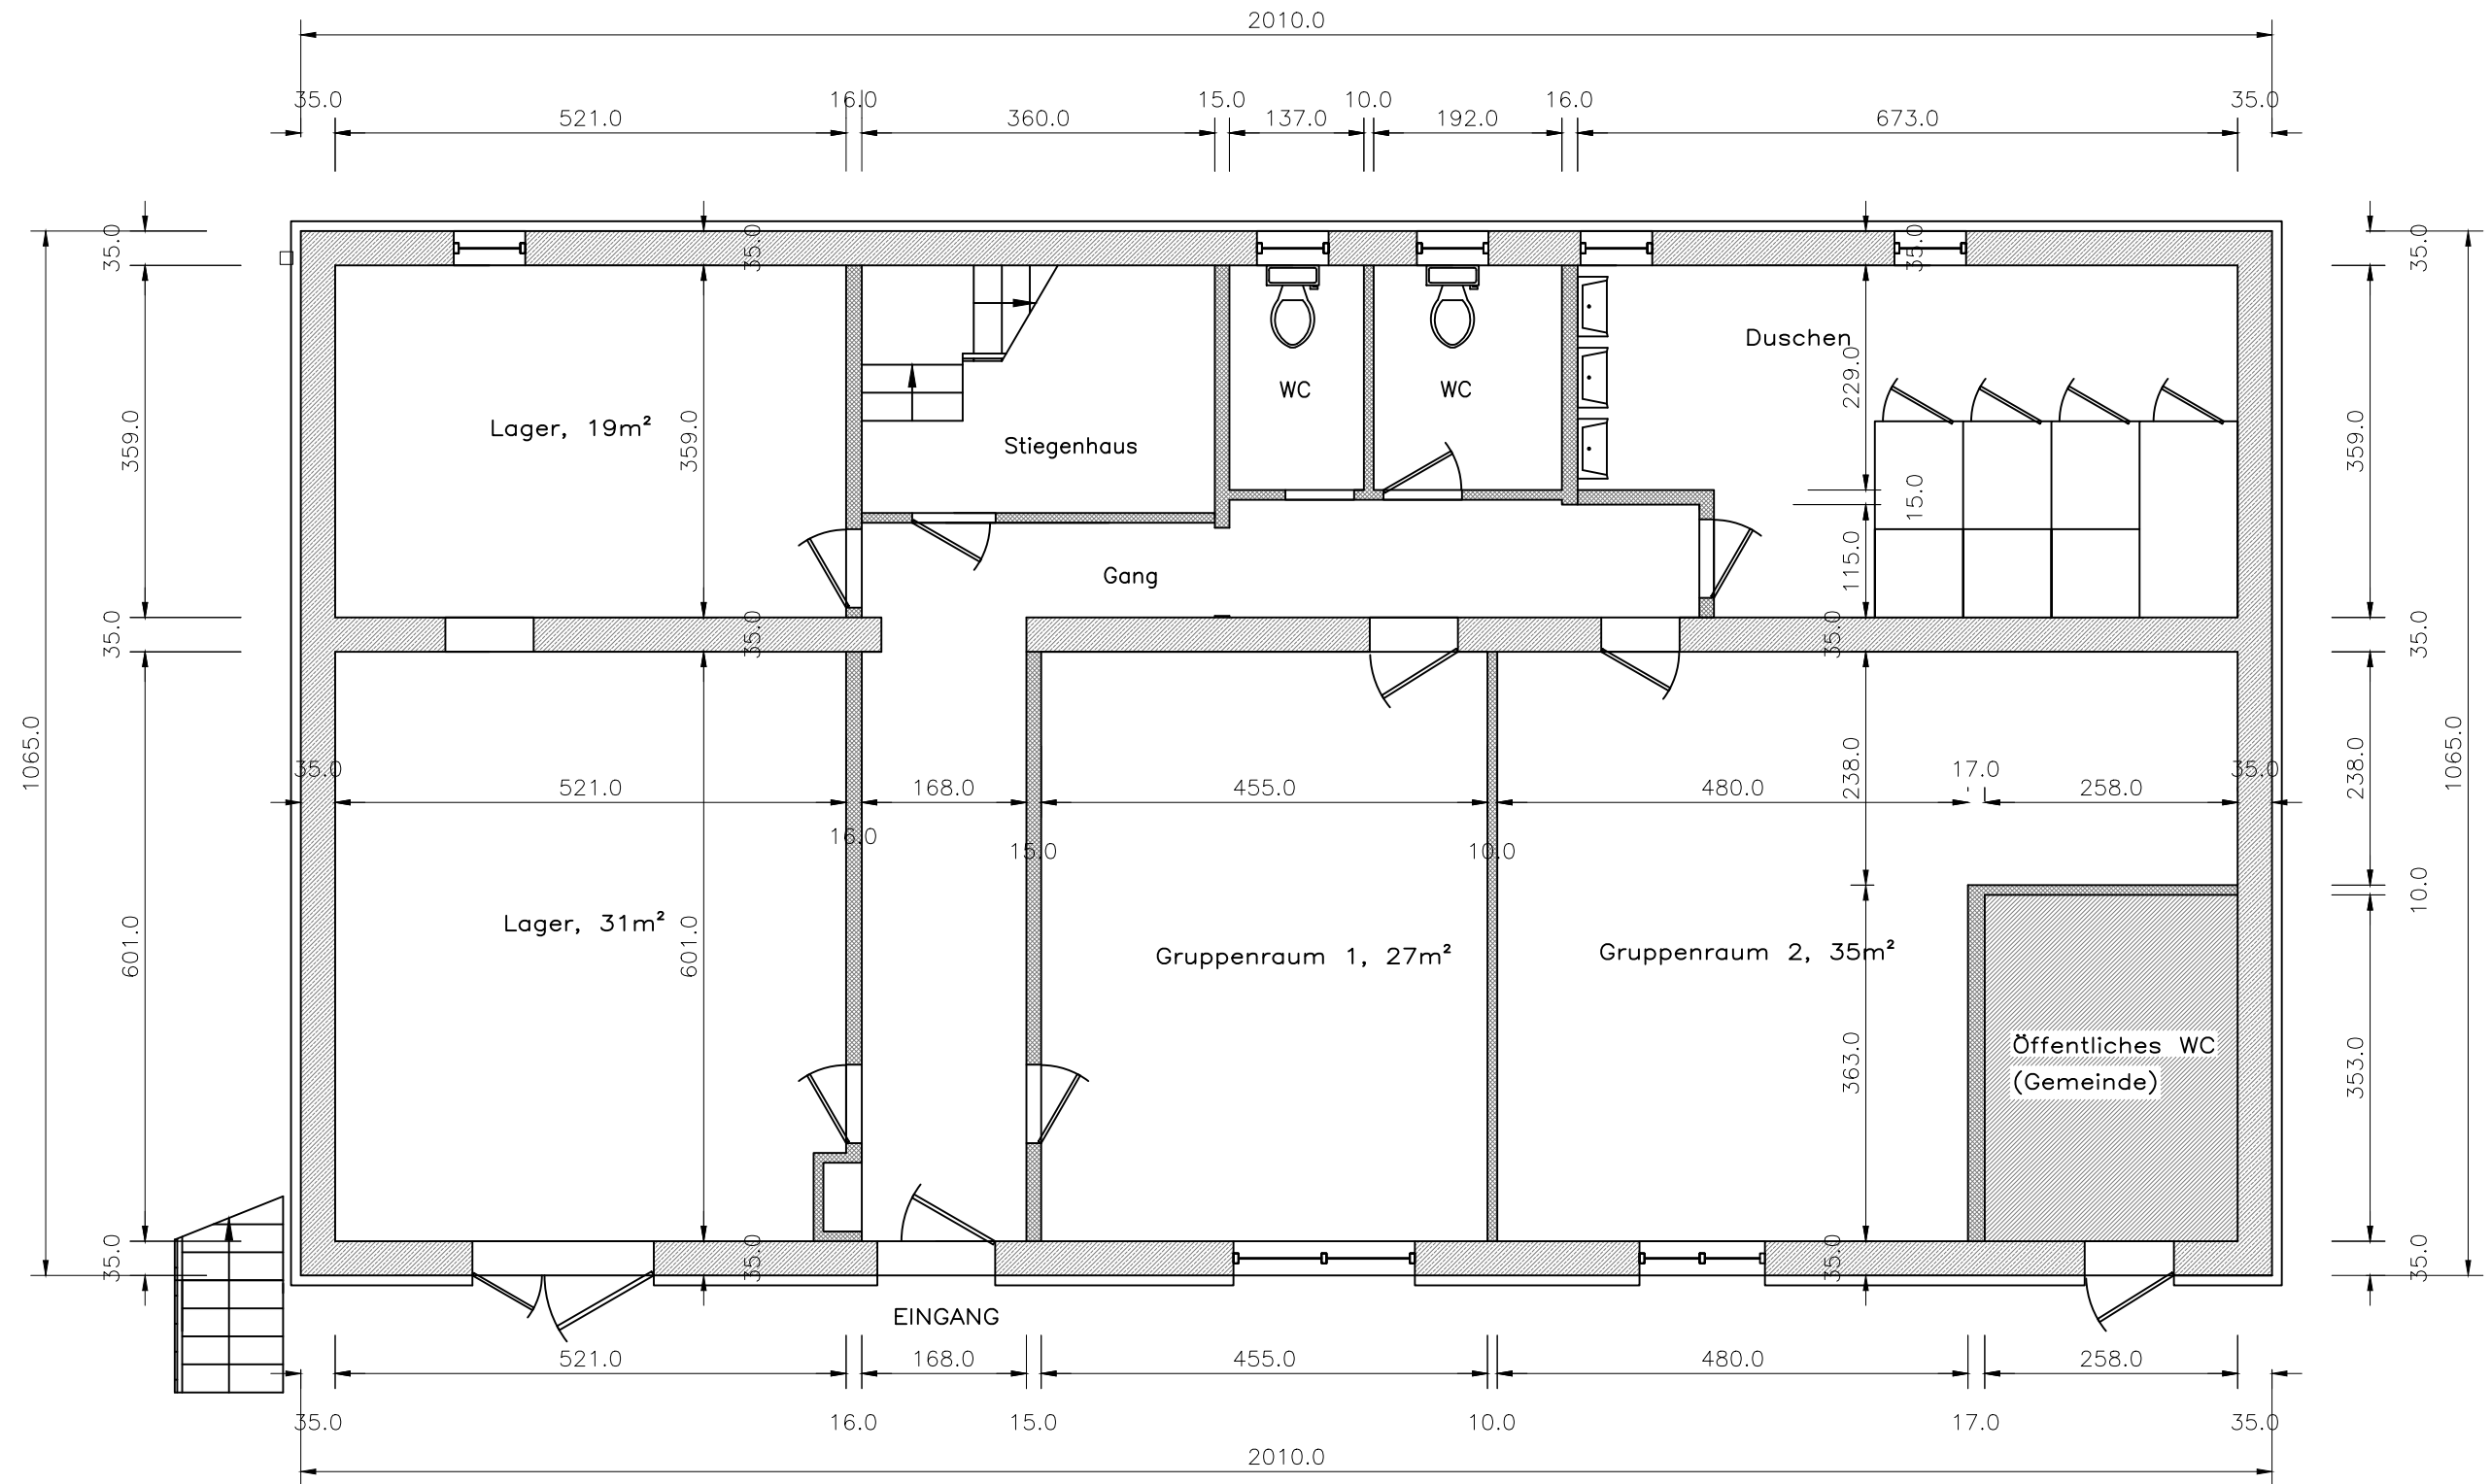 2010.0
35.0 16.0 15.0 10.0 16.0 35.0
521.0 360.0 137.0 192.0 673.0
35.0 35.0 35.0 35.0
Duschen
229.0
359.0 359.0 359.0
WC WC
Lager, 19m²
Stiegenhaus
15.0
Gang
115.0
35.0 35.0 35.0 35.0
1065.0 1065.0
35.0 17.0 35.0
238.0 238.0
521.0 168.0 455.0 480.0 258.0
16.0 15.0 10.0
10.0
Lager, 31m²
601.0 601.0
Gruppenraum 1, 27m²
Gruppenraum 2, 35m²
Öffentliches WC
(Gemeinde)
363.0 353.0
35.0 35.0 35.0 35.0
EINGANG
521.0 168.0 455.0 480.0 258.0
35.0 16.0 15.0 10.0 17.0 35.0
2010.0